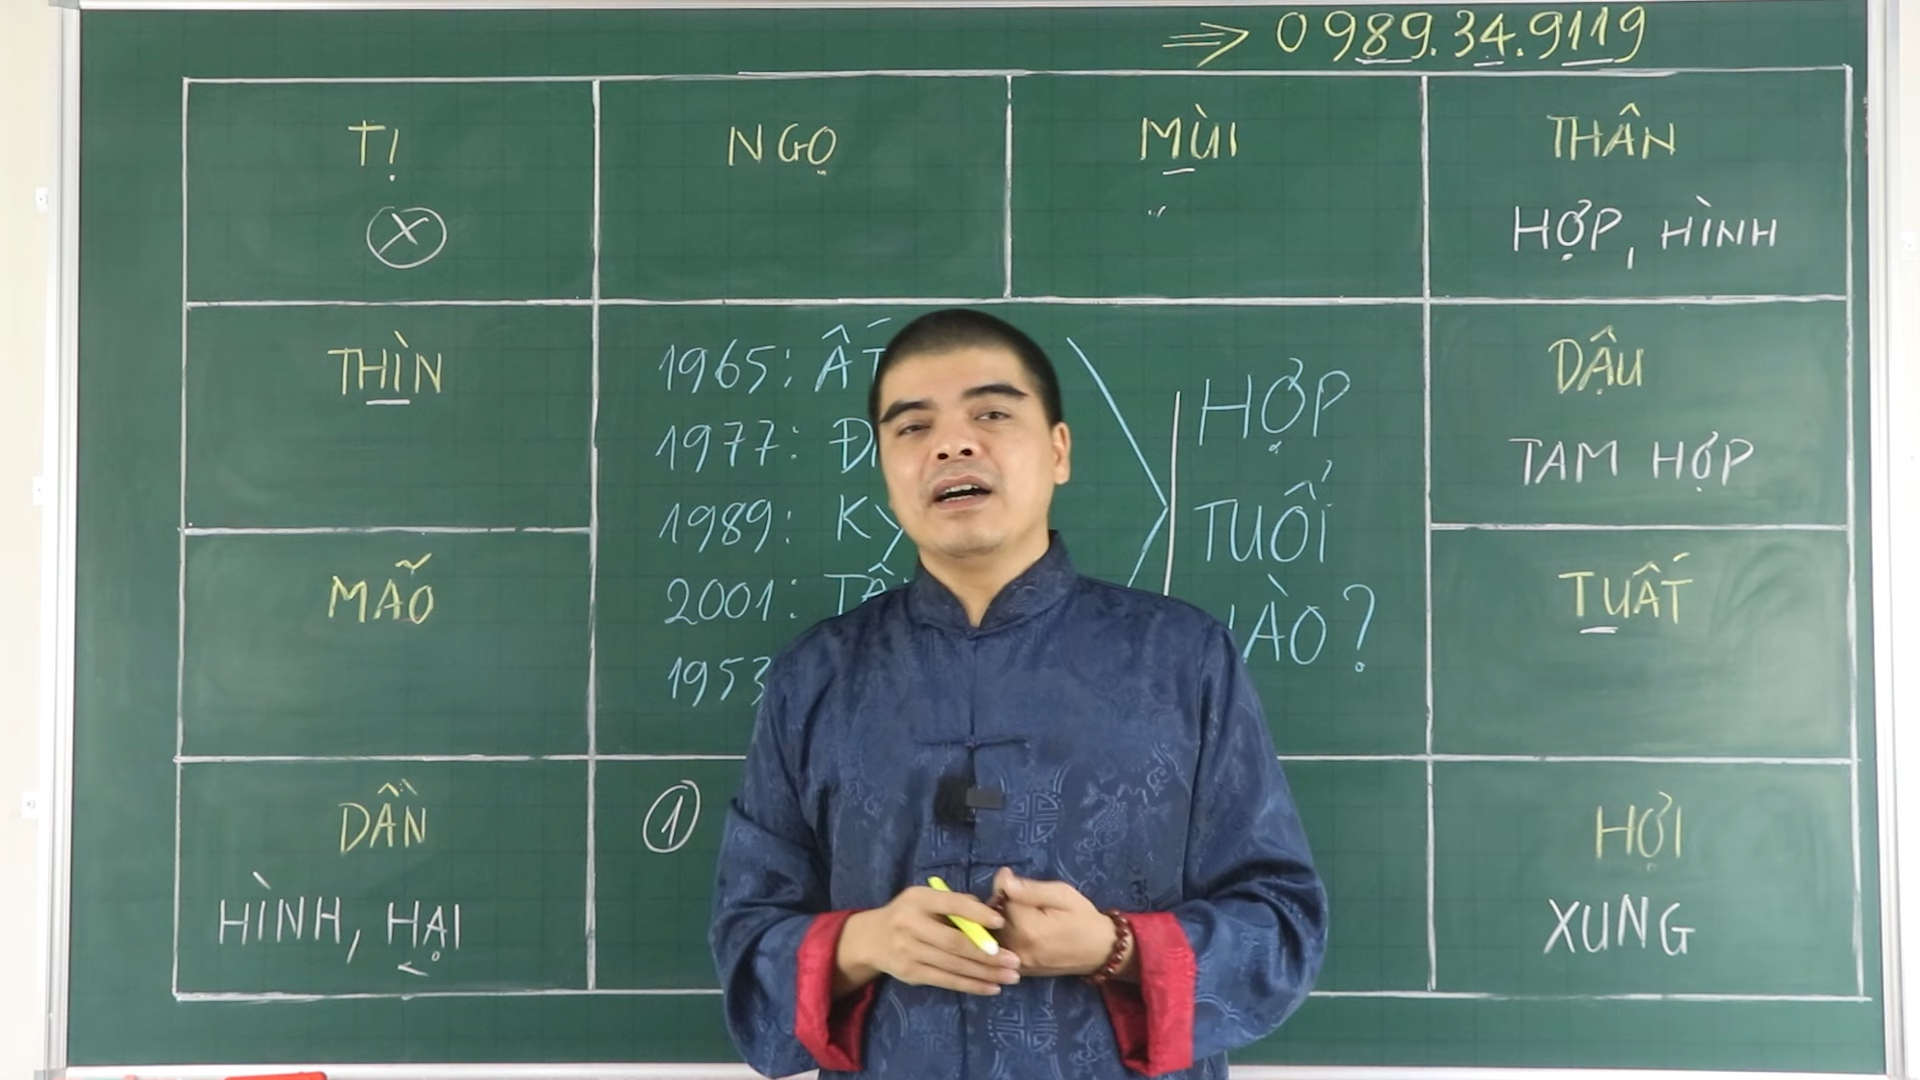 ⇒ 0989.34.9119
TỊ
NGỌ
MÙI
THÂN
HỢP, HÌNH
THÌN
DẬU
TAM HỢP
MÃO
TUẤT
DẦN
HÌNH, HẠI
HỢI
XUNG
1965:
1977:
1989:
2001:
1953
HỢP
TUỔI
?
1